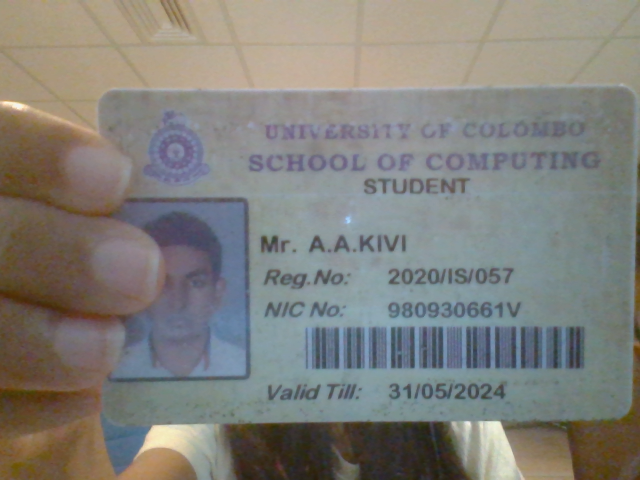 UNIVERSITY OF COLOMBO
SCHOOL OF COMPUTING
STUDENT
Mr. A.A.KIVI
Reg.No: 2020/IS/057
NIC No: 980930661V
Valid Till: 31/05/2024